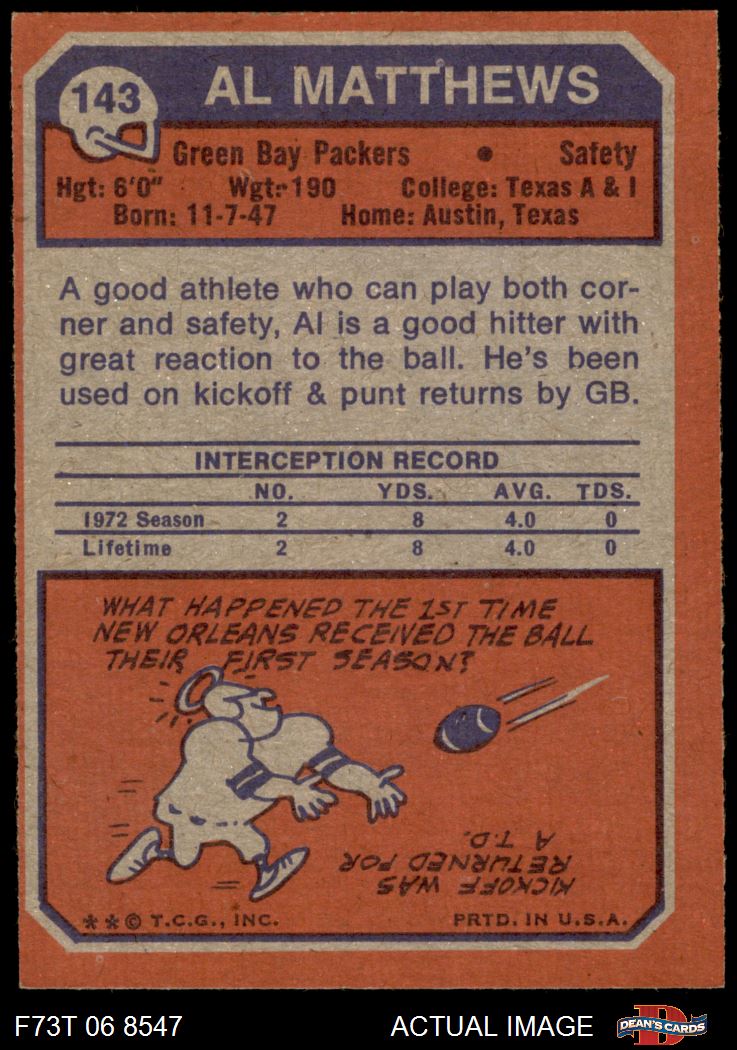 143
AL MATTHEWS
Green Bay Packers • Safety
Hgt: 6'0" Wgt: 190 College: Texas A & I
Born: 11-7-47 Home: Austin, Texas
A good athlete who can play both cor-
ner and safety, Al is a good hitter with
great reaction to the ball. He's been
used on kickoff & punt returns by GB.
INTERCEPTION RECORD
NO. YDS. AVG. TDS.
1972 Season 2 8 4.0 0
Lifetime 2 8 4.0 0
WHAT HAPPENED THE 1ST TIME
NEW ORLEANS RECEIVED THE BALL
THEIR FIRST SEASON?
KICKOFF WAS
RETURNED FOR
A T.D.
**© T.C.G., INC. PRTD. IN U.S.A.
F73T 06 8547 ACTUAL IMAGE
D
DEAN'S CARDS